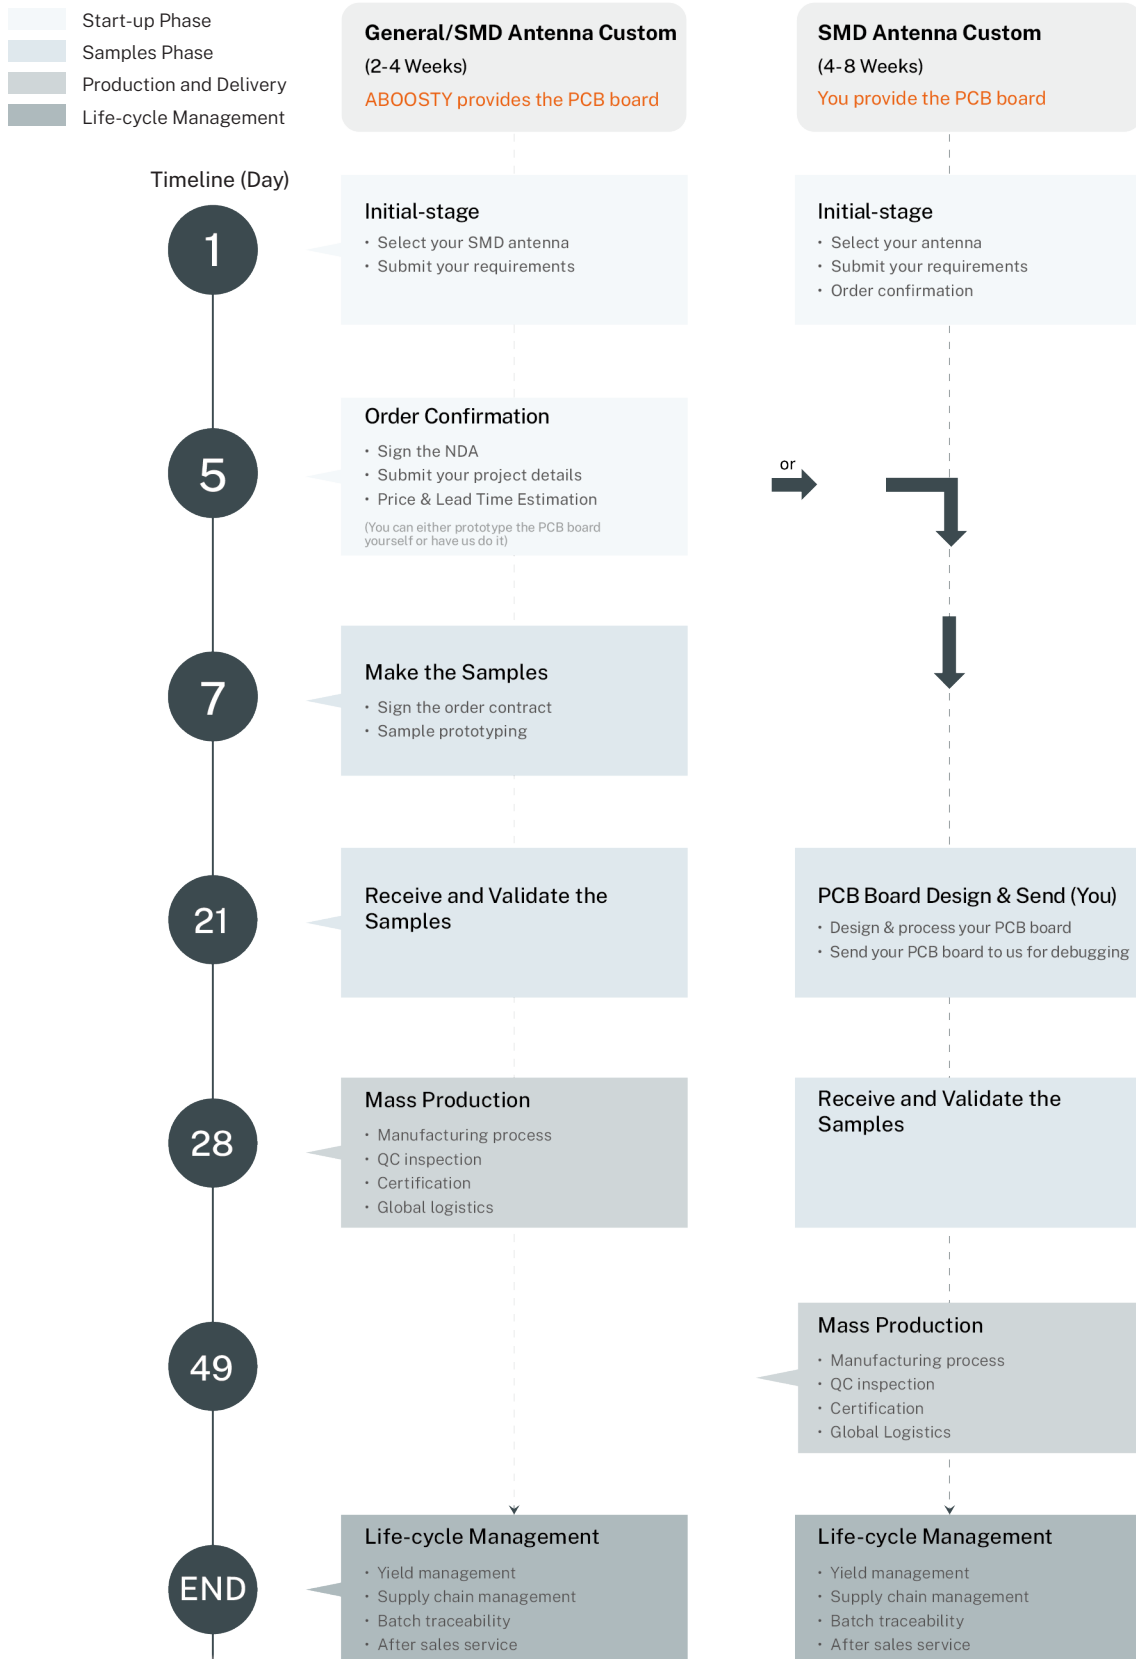 Start-up Phase
Samples Phase
Production and Delivery
Life-cycle Management
General/SMD Antenna Custom
(2-4 Weeks)
ABOOSTY provides the PCB board
SMD Antenna Custom
(4-8 Weeks)
You provide the PCB board
Timeline (Day)
1
Initial-stage
• Select your SMD antenna
• Submit your requirements
Initial-stage
• Select your antenna
• Submit your requirements
• Order confirmation
5
Order Confirmation
• Sign the NDA
• Submit your project details
• Price & Lead Time Estimation
(You can either prototype the PCB board
yourself or have us do it)
or
7
Make the Samples
• Sign the order contract
• Sample prototyping
21
Receive and Validate the
Samples
PCB Board Design & Send (You)
• Design & process your PCB board
• Send your PCB board to us for debugging
28
Mass Production
• Manufacturing process
• QC inspection
• Certification
• Global logistics
Receive and Validate the
Samples
49
Mass Production
• Manufacturing process
• QC inspection
• Certification
• Global Logistics
END
Life-cycle Management
• Yield management
• Supply chain management
• Batch traceability
• After sales service
Life-cycle Management
• Yield management
• Supply chain management
• Batch traceability
• After sales service